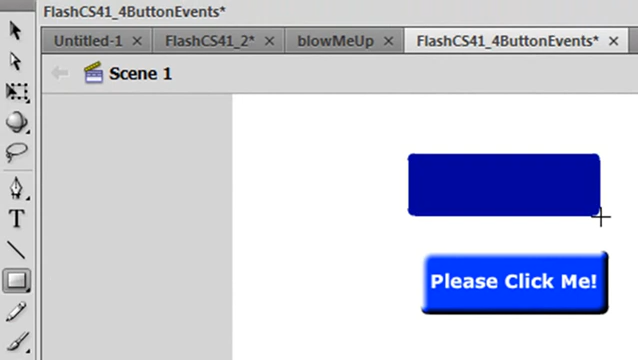 FlashCS41_4ButtonEvents*
Untitled-1 × FlashCS41_2* × blowMeUp × FlashCS41_4ButtonEvents* ×
Scene 1
T
Please Click Me!